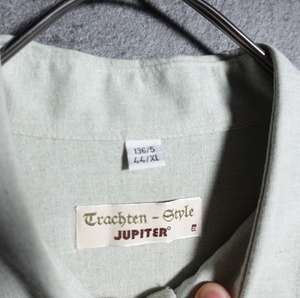 136/5
44/XL
Trachten - Style
JUPITER